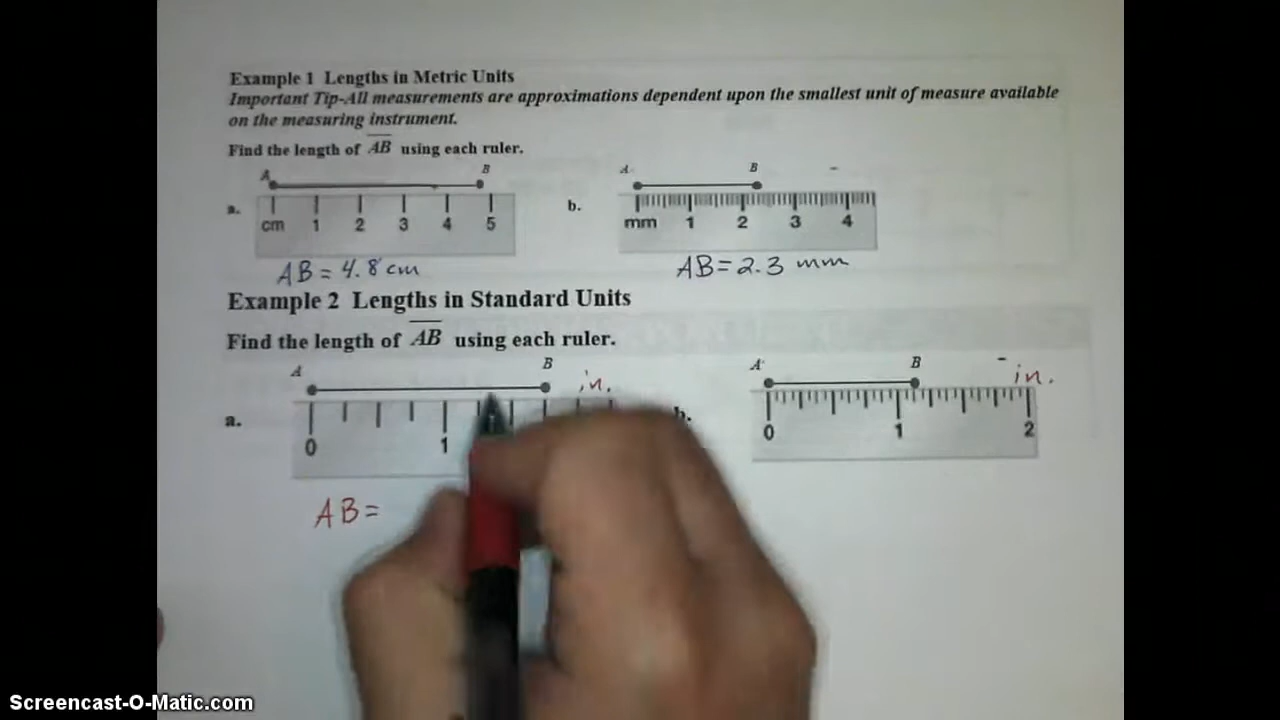 Example 1 Lengths in Metric Units
Important Tip-All measurements are approximations dependent upon the smallest unit of measure available
on the measuring instrument.
Find the length of AB using each ruler.
A B A B
a. b.
cm 1 2 3 4 5 mm 1 2 3 4
AB = 4.8 cm AB = 2.3 mm
Example 2 Lengths in Standard Units
Find the length of AB using each ruler.
A B in. A B in.
a. b.
0 1 0 1 2
AB =
Screencast-O-Matic.com